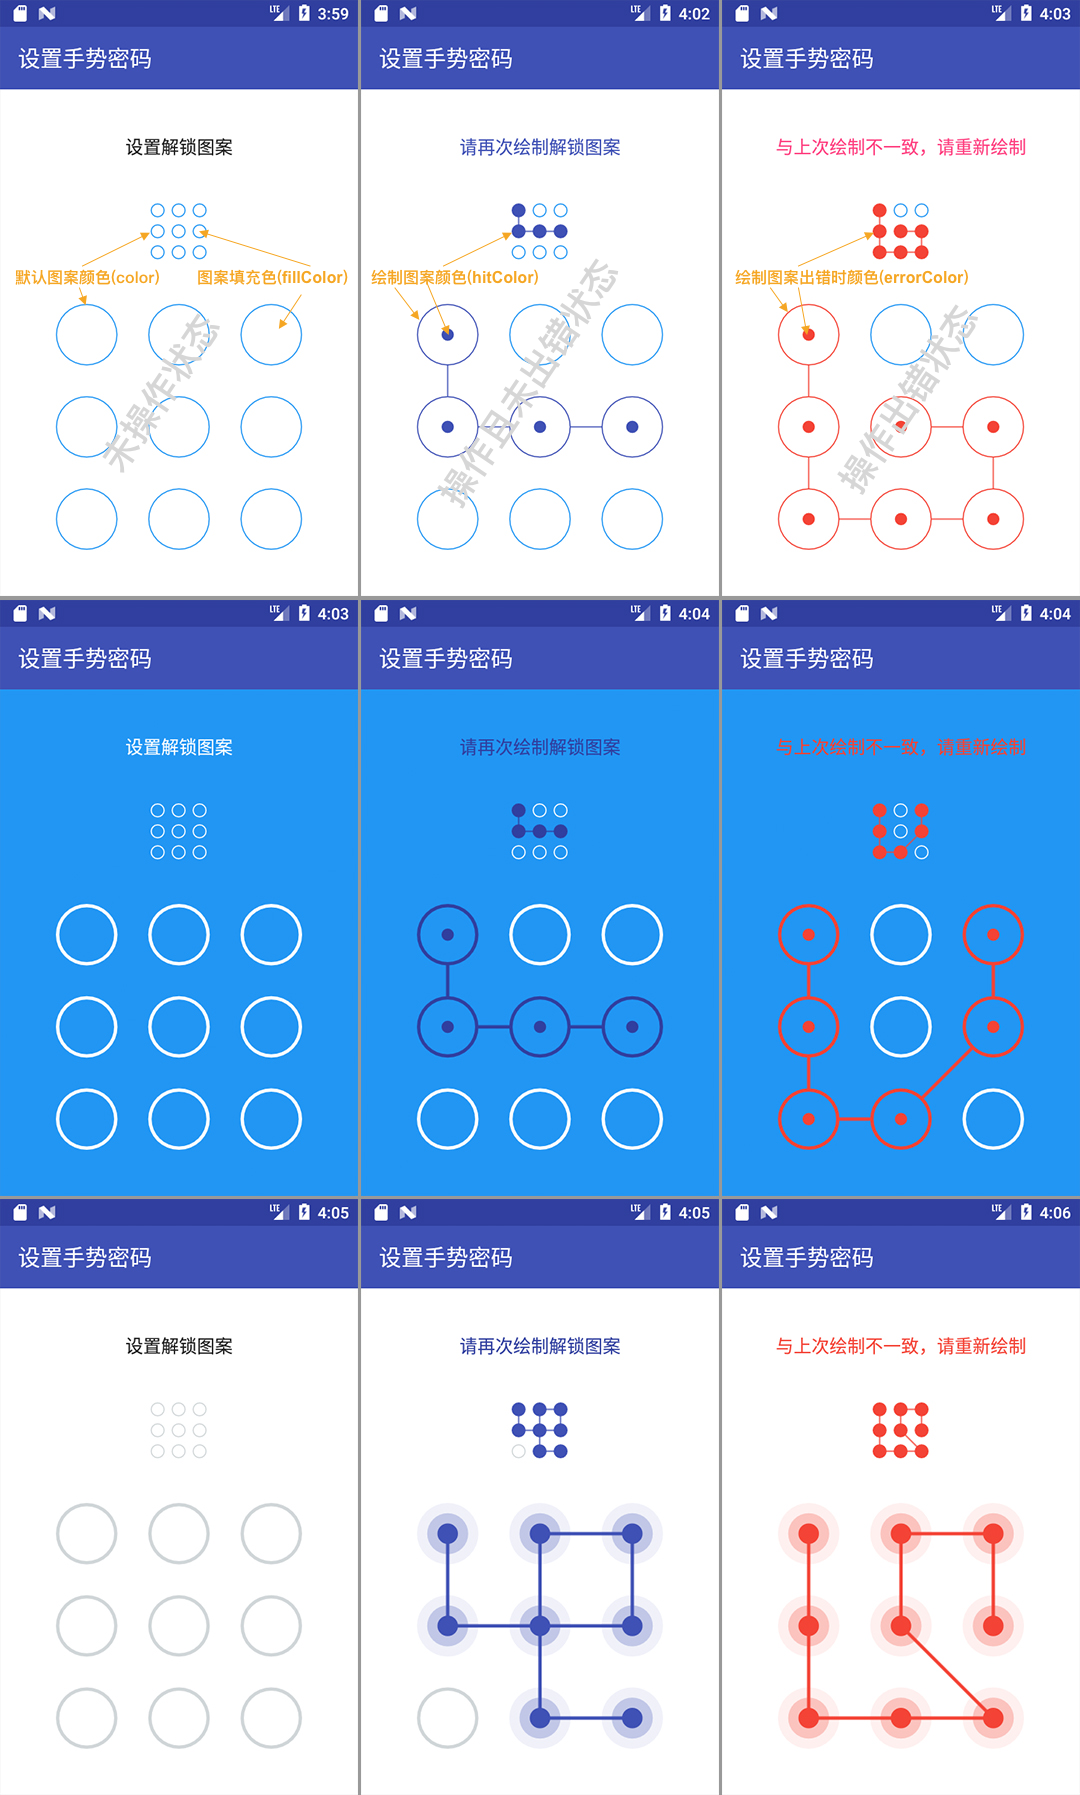 LTE 3:59
设置手势密码
设置解锁图案
默认图案颜色(color)
图案填充色(fillColor)
未操作状态
LTE 4:02
设置手势密码
请再次绘制解锁图案
绘制图案颜色(hitColor)
操作且未出错状态
LTE 4:03
设置手势密码
与上次绘制不一致，请重新绘制
绘制图案出错时颜色(errorColor)
操作出错状态
LTE 4:03
设置手势密码
设置解锁图案
LTE 4:04
设置手势密码
请再次绘制解锁图案
LTE 4:04
设置手势密码
与上次绘制不一致，请重新绘制
LTE 4:05
设置手势密码
设置解锁图案
LTE 4:05
设置手势密码
请再次绘制解锁图案
LTE 4:06
设置手势密码
与上次绘制不一致，请重新绘制